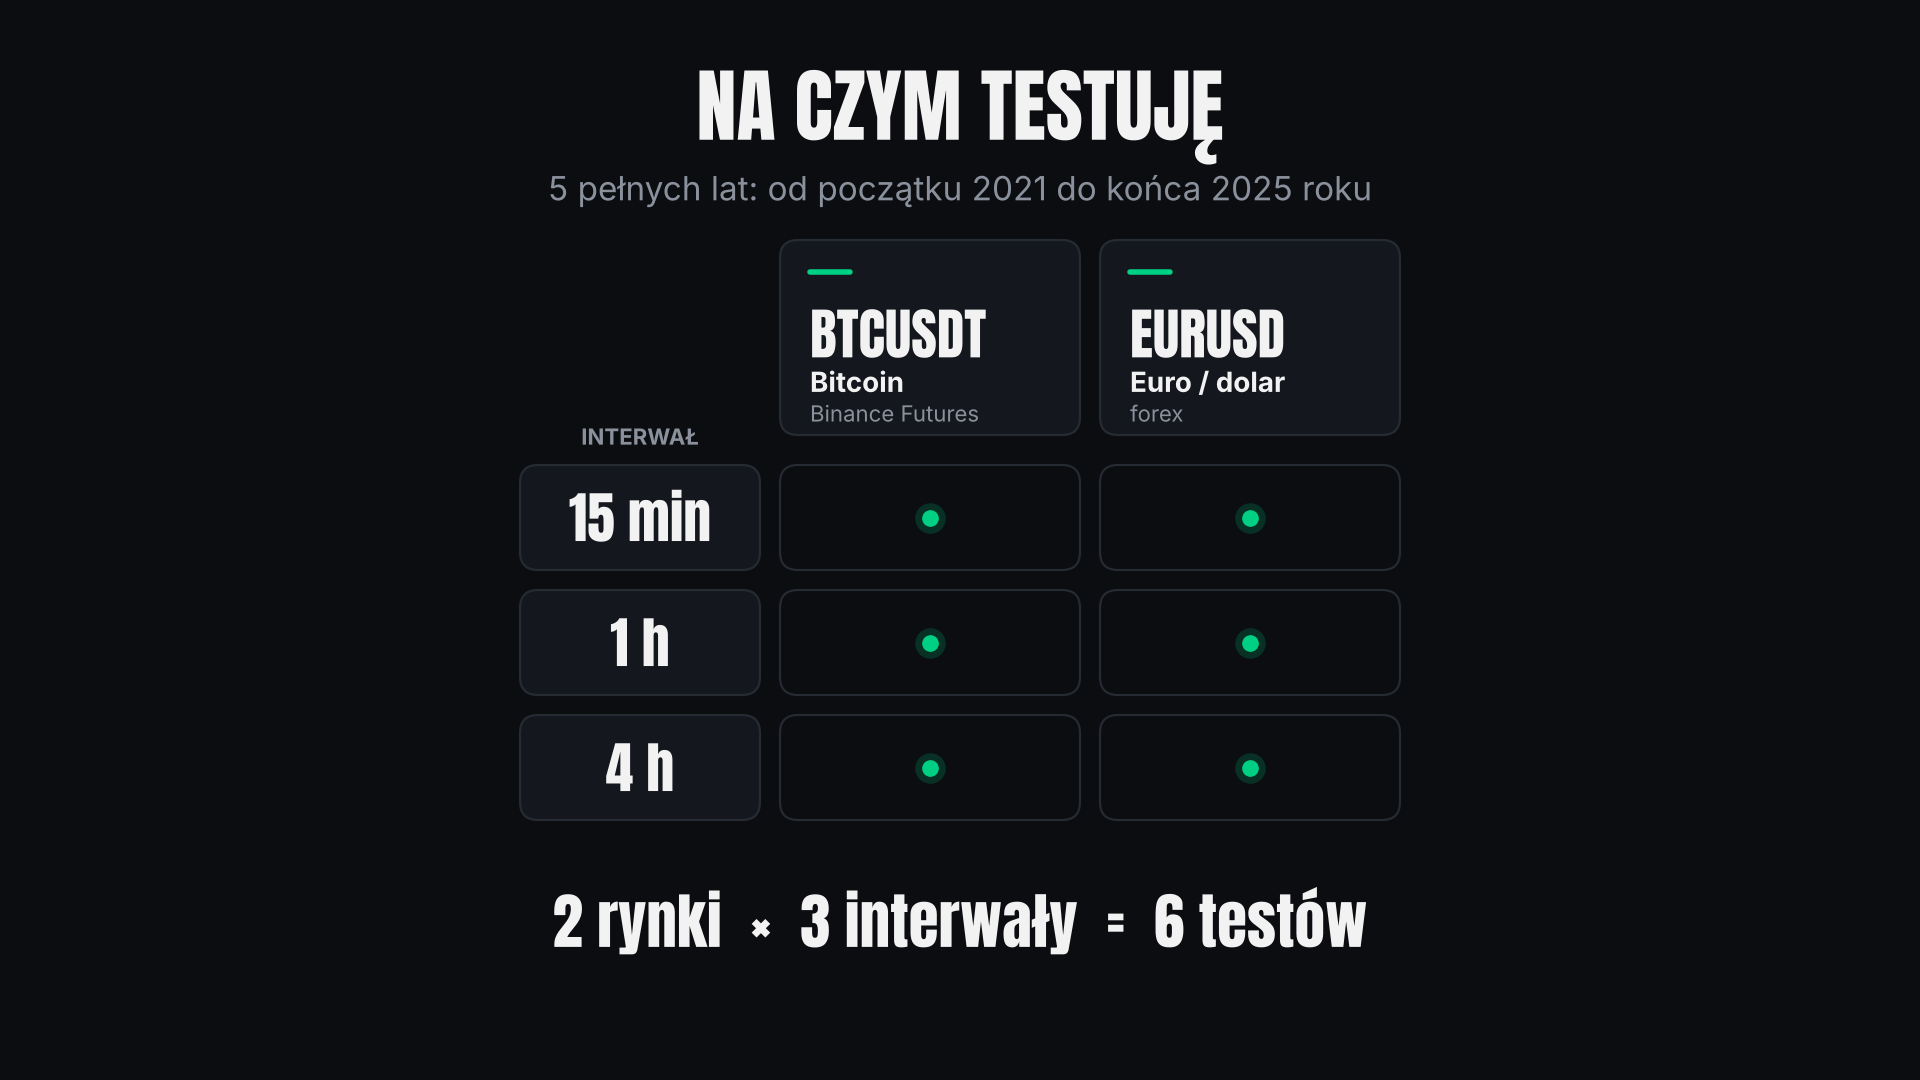 NA CZYM TESTUJĘ
5 pełnych lat: od początku 2021 do końca 2025 roku
BTCUSDT
Bitcoin
Binance Futures
EURUSD
Euro / dolar
forex
INTERWAŁ
15 min
1 h
4 h
2 rynki × 3 interwały = 6 testów